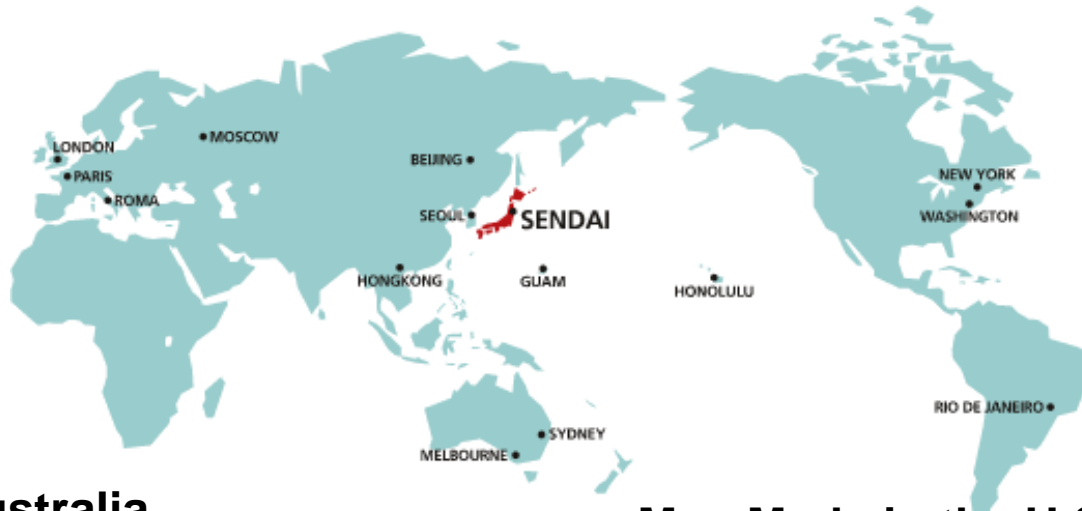 LONDON
MOSCOW
PARIS
ROMA
BEIJING
SEOUL
SENDAI
HONGKONG
GUAM
HONOLULU
NEW YORK
WASHINGTON
RIO DE JANEIRO
SYDNEY
MELBOURNE